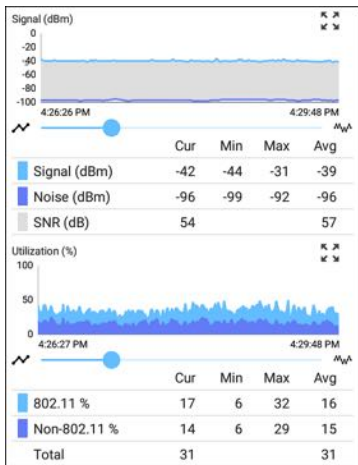 Signal (dBm)
0
-20
-40
-60
-80
-100
4:26:26 PM 4:29:48 PM
Cur Min Max Avg
Signal (dBm) -42 -44 -31 -39
Noise (dBm) -96 -99 -92 -96
SNR (dB) 54 57
Utilization (%)
100
50
0
4:26:27 PM 4:29:48 PM
Cur Min Max Avg
802.11 % 17 6 32 16
Non-802.11 % 14 6 29 15
Total 31 31